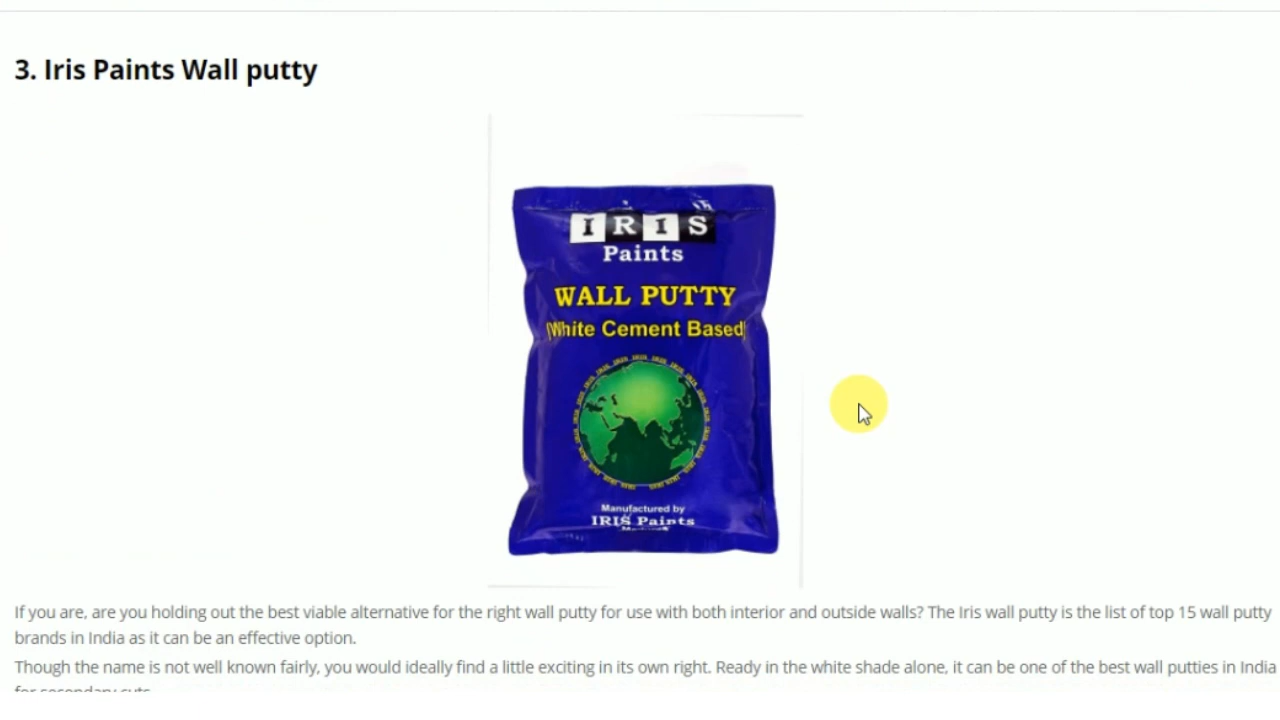 3. Iris Paints Wall putty
IRIS
Paints
WALL PUTTY
(White Cement Based)
Manufactured by
IRIS Paints
If you are, are you holding out the best viable alternative for the right wall putty for use with both interior and outside walls? The Iris wall putty is the list of top 15 wall putty
brands in India as it can be an effective option.
Though the name is not well known fairly, you would ideally find a little exciting in its own right. Ready in the white shade alone, it can be one of the best wall putties in India